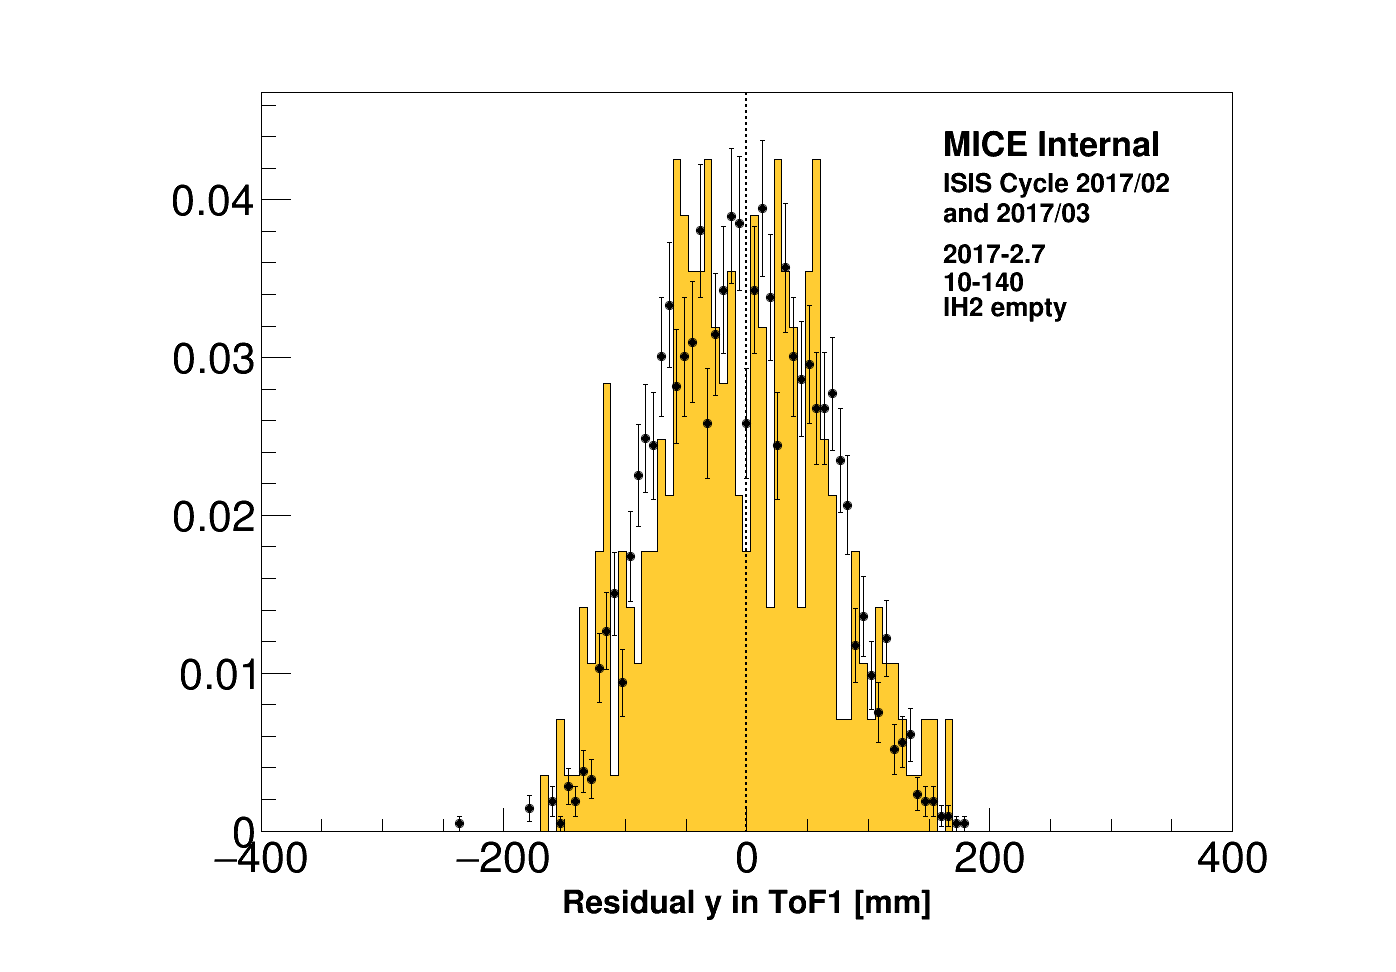 MICE Internal
ISIS Cycle 2017/02
and 2017/03
2017-2.7
10-140
IH2 empty
0.04
0.03
0.02
0.01
0
−400 −200 0 200 400
Residual y in ToF1 [mm]